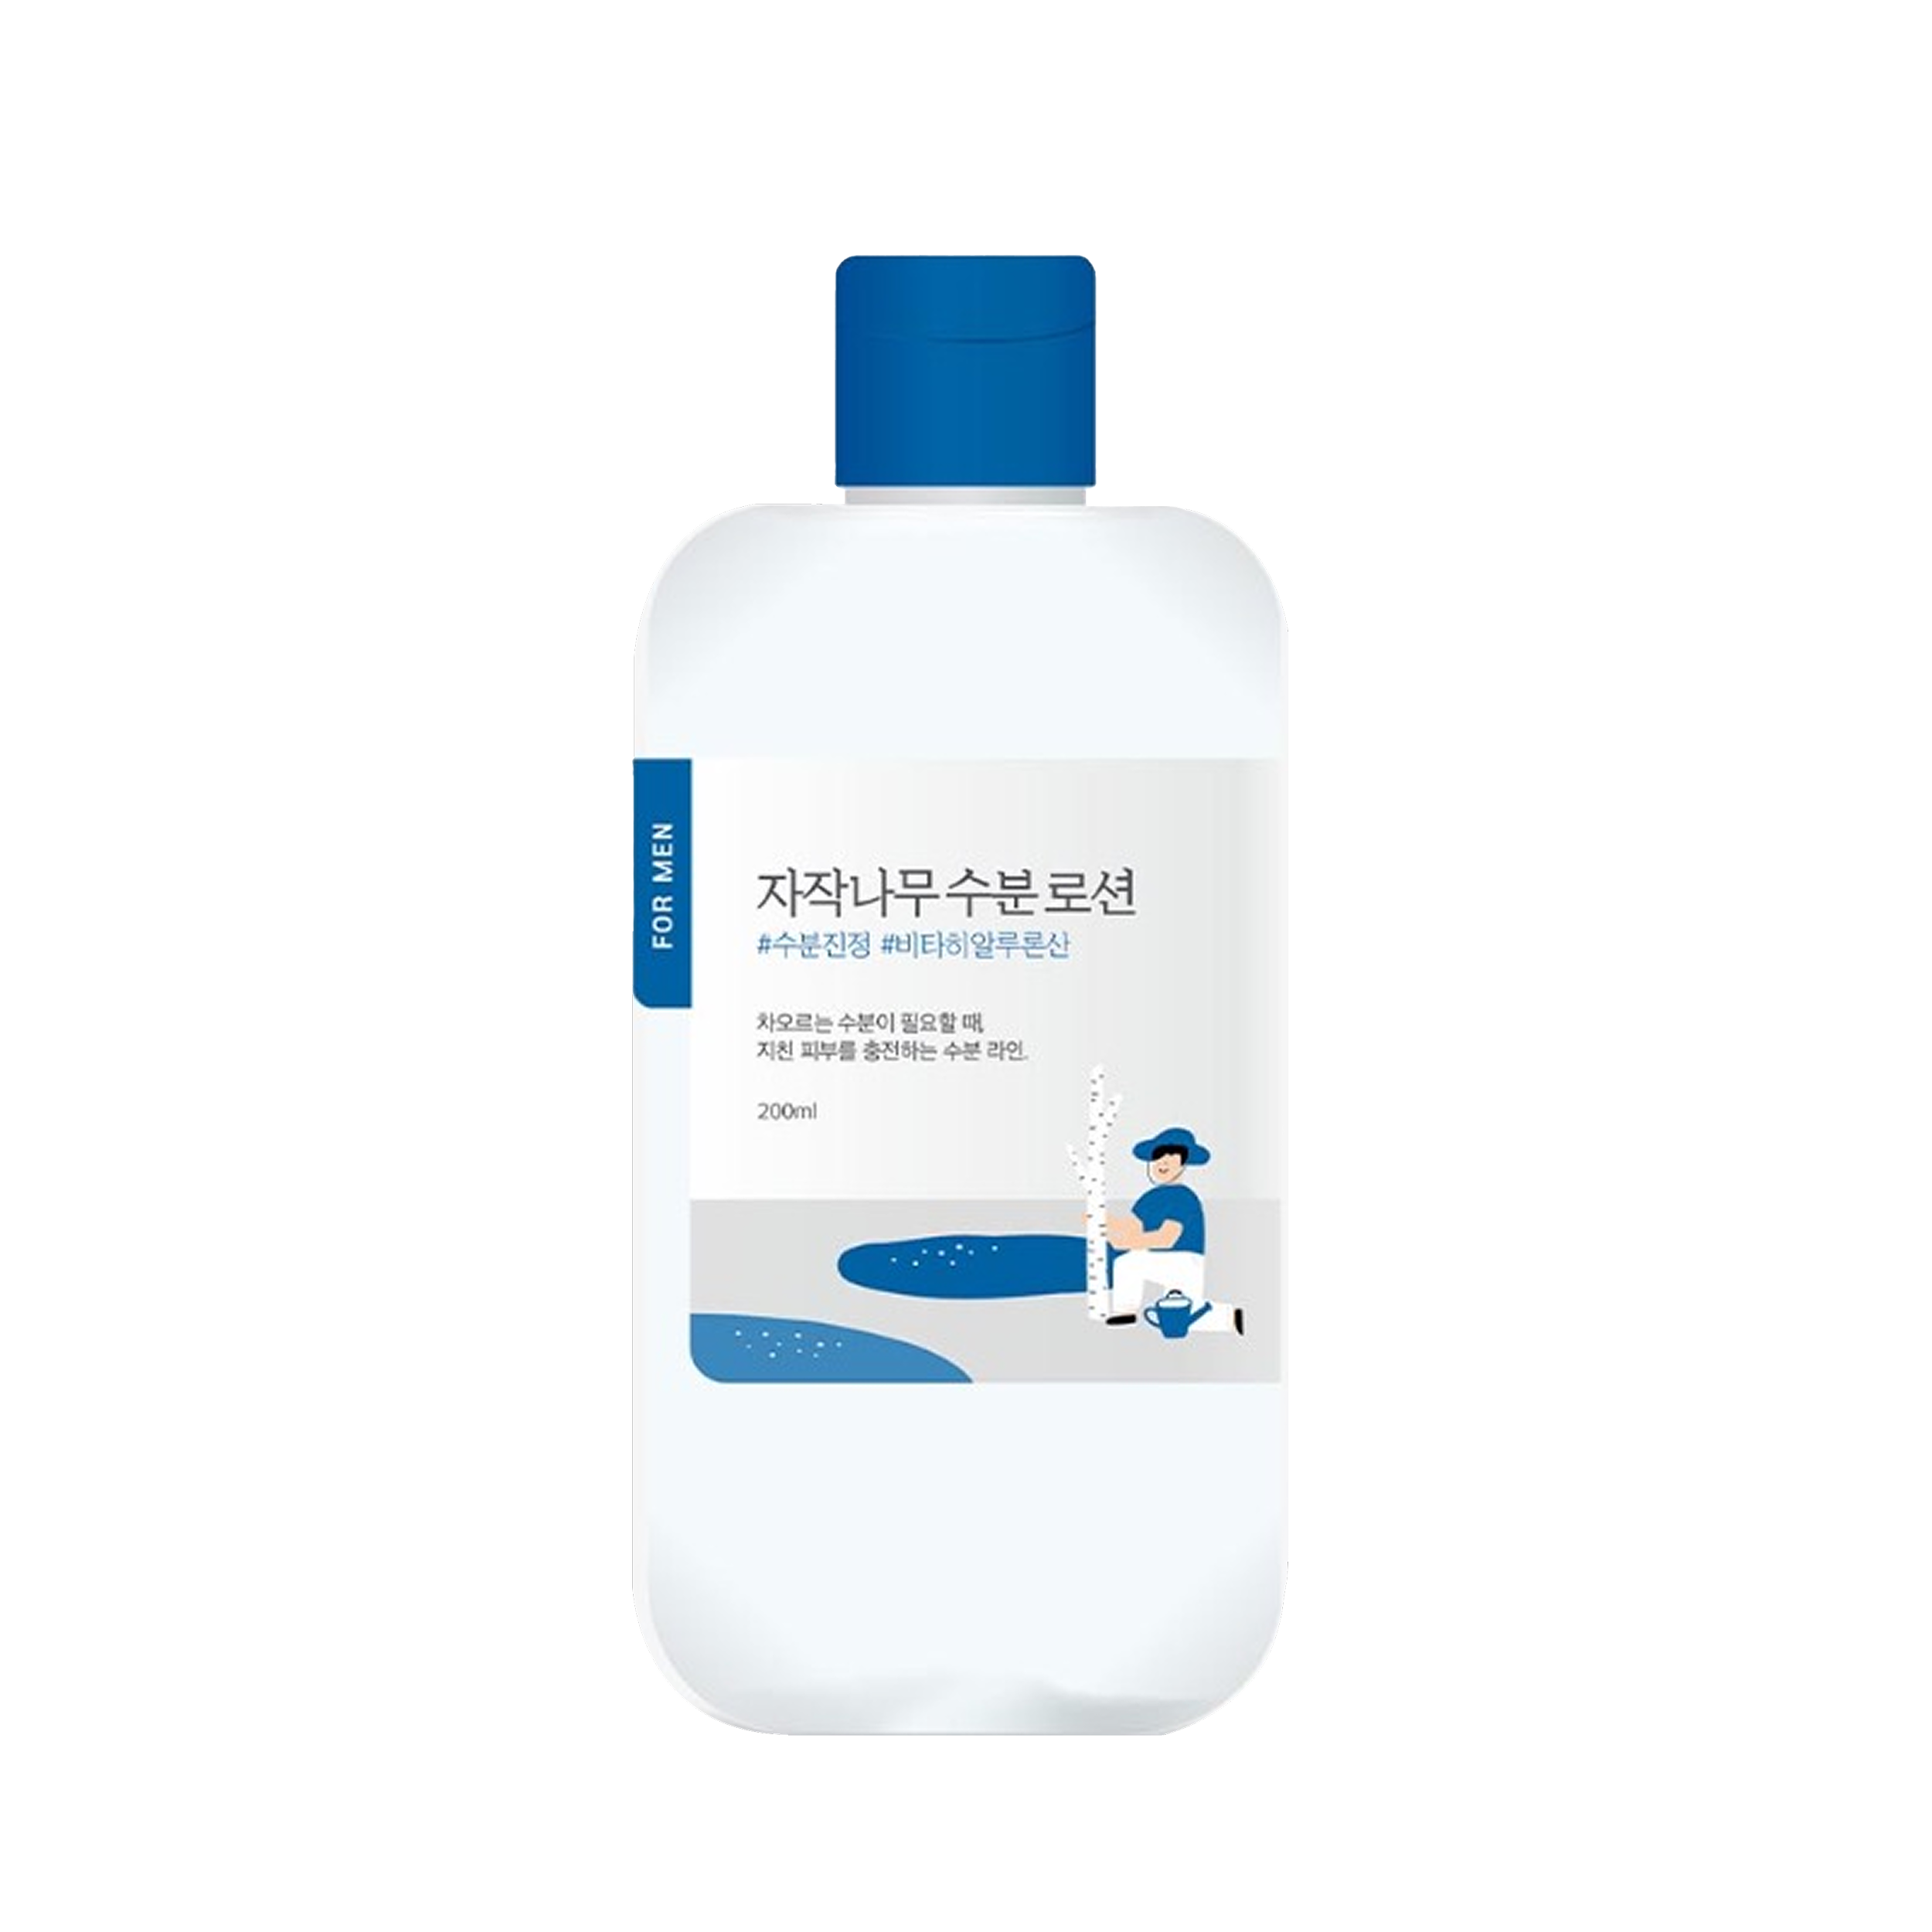 FOR MEN
자작나무 수분 로션
#수분진정 #비타히알루론산
차오르는 수분이 필요할 때,
지친 피부를 충전하는 수분 라인.
200ml